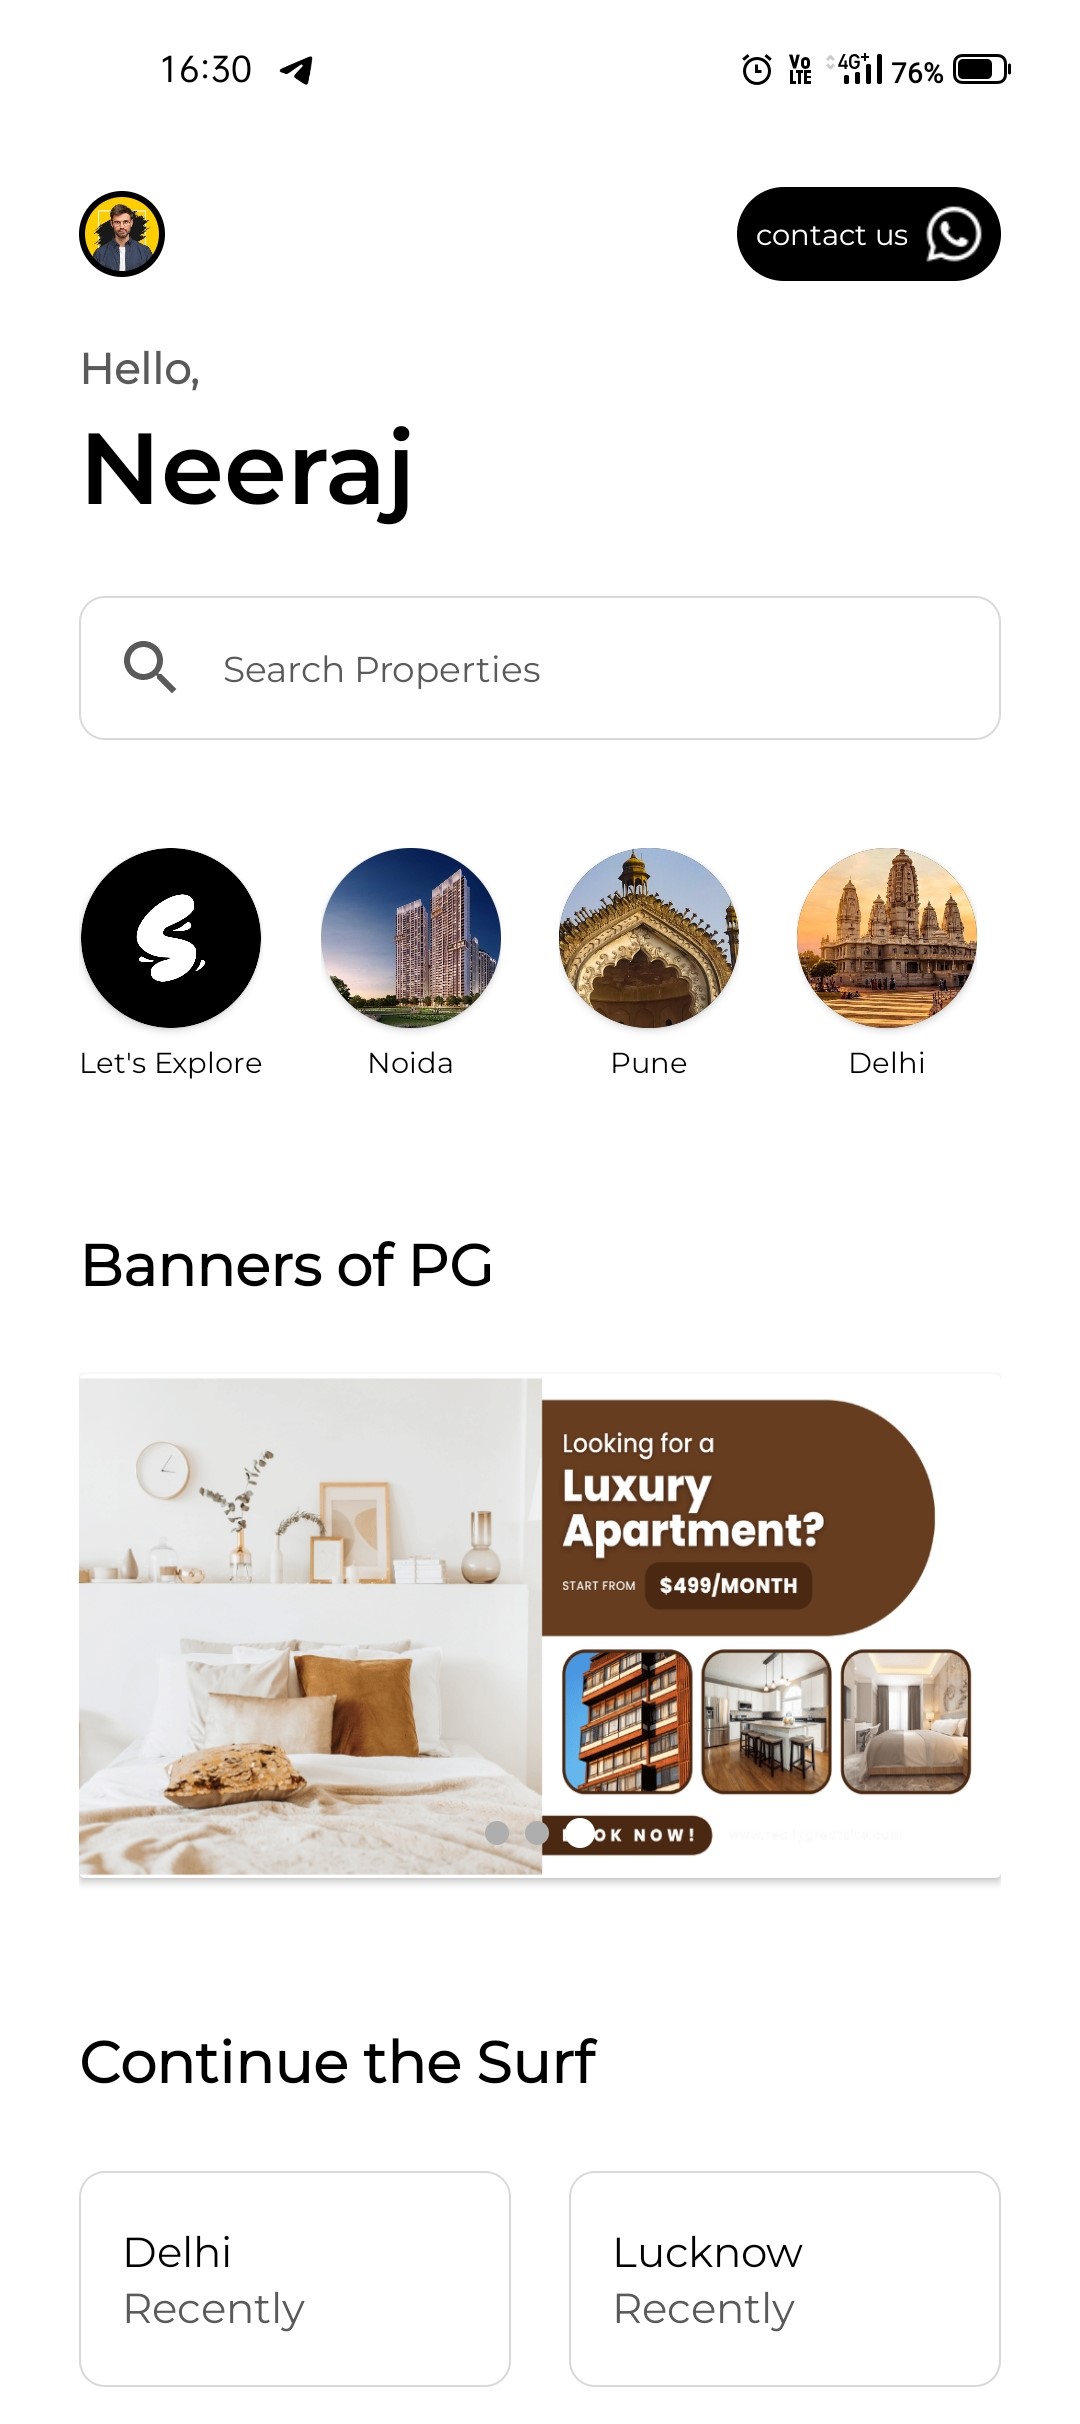 16:30
Vo
LTE
4G+
76%
contact us
Hello,
Neeraj
Search Properties
Let's Explore
Noida
Pune
Delhi
Banners of PG
Looking for a
Luxury
Apartment?
START FROM
$499/MONTH
OK NOW!
Continue the Surf
Delhi
Recently
Lucknow
Recently